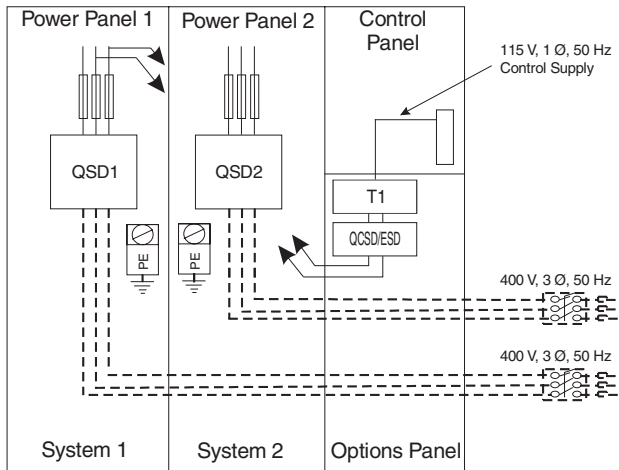 Power Panel 1
Power Panel 2
Control
Panel
115 V, 1 Ø, 50 Hz
Control Supply
QSD1
QSD2
T1
QCSD/ESD
PE
PE
400 V, 3 Ø, 50 Hz
400 V, 3 Ø, 50 Hz
System 1
System 2
Options Panel